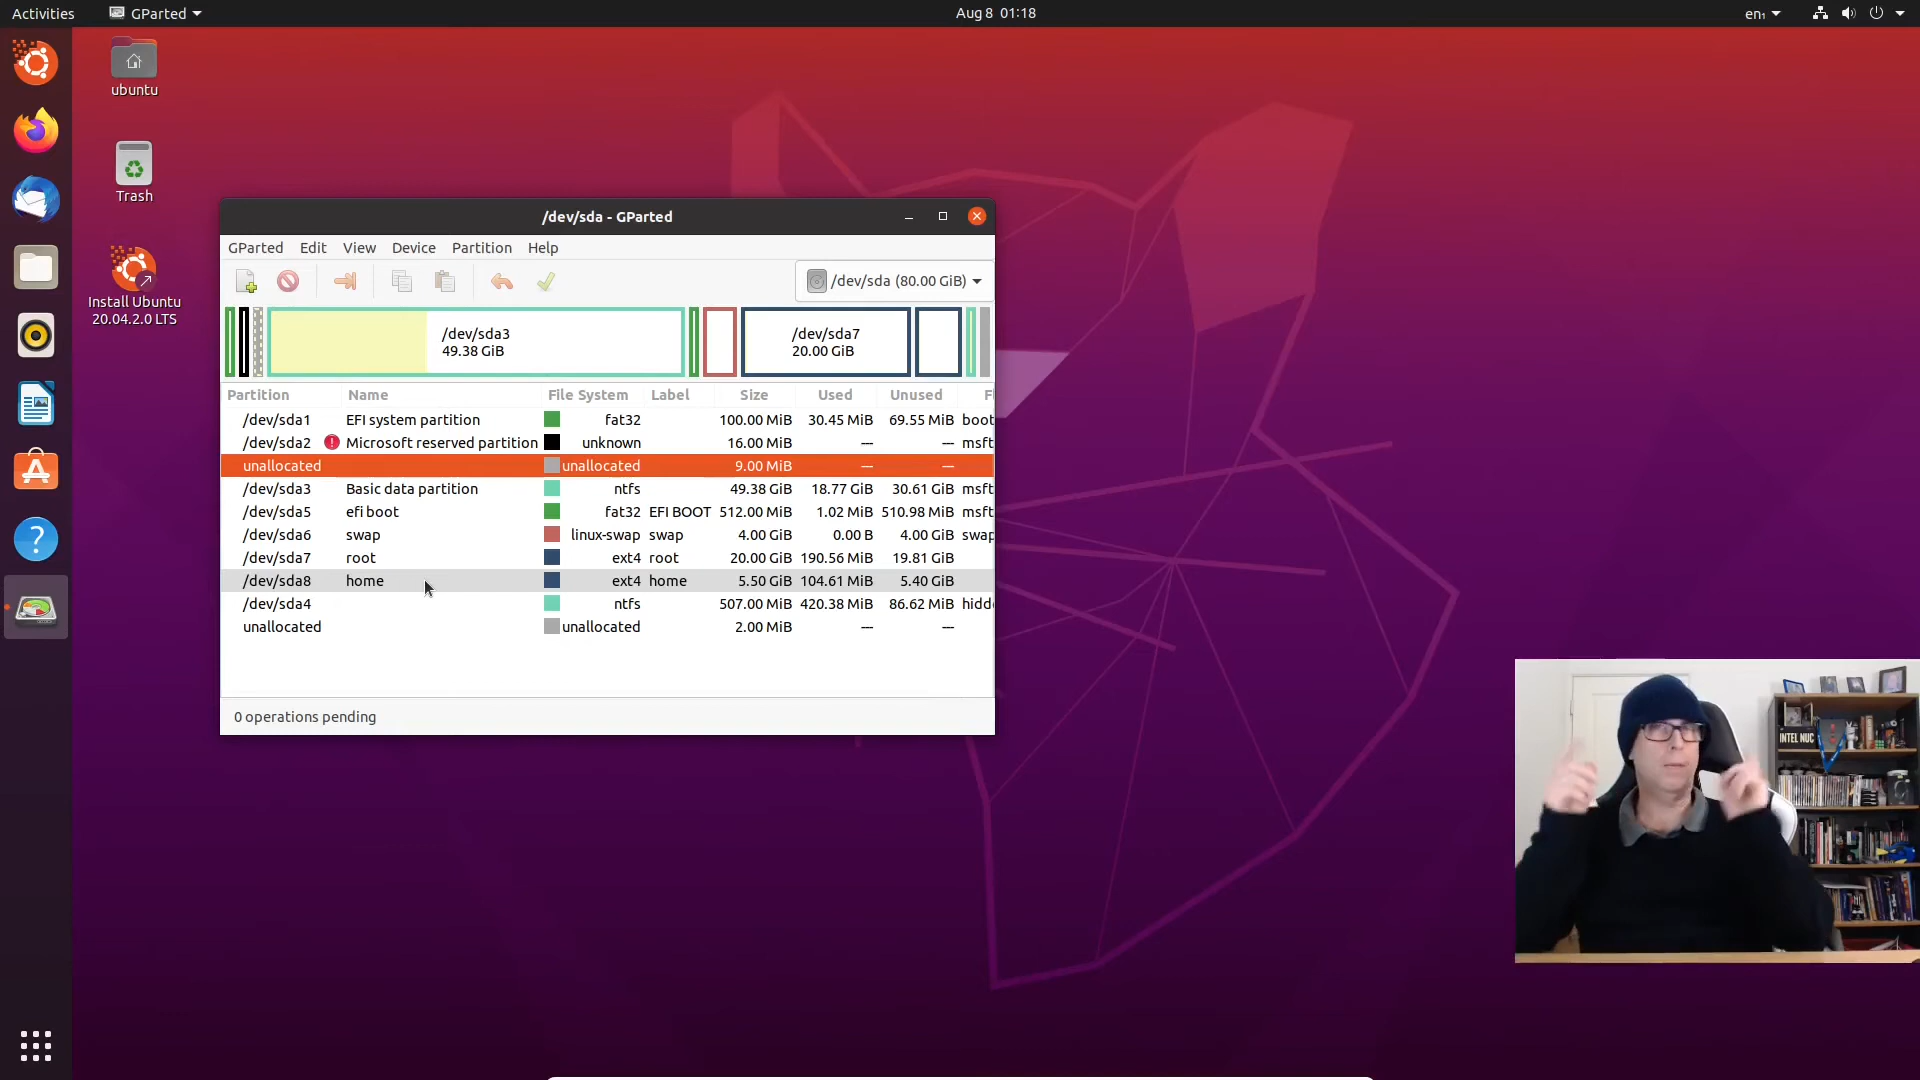 Activities GParted Aug 8 01:18 en₁
ubuntu
Trash
Install Ubuntu
20.04.2.0 LTS
/dev/sda - GParted
GParted Edit View Device Partition Help
/dev/sda (80.00 GiB)
/dev/sda3 /dev/sda7
49.38 GiB 20.00 GiB
Partition Name File System Label Size Used Unused Fl
/dev/sda1 EFI system partition fat32 100.00 MiB 30.45 MiB 69.55 MiB boot
/dev/sda2 Microsoft reserved partition unknown 16.00 MiB --- --- msft
unallocated unallocated 9.00 MiB --- ---
/dev/sda3 Basic data partition ntfs 49.38 GiB 18.77 GiB 30.61 GiB msft
/dev/sda5 efi boot fat32 EFI BOOT 512.00 MiB 1.02 MiB 510.98 MiB msft
/dev/sda6 swap linux-swap swap 4.00 GiB 0.00 B 4.00 GiB swap
/dev/sda7 root ext4 root 20.00 GiB 190.56 MiB 19.81 GiB
/dev/sda8 home ext4 home 5.50 GiB 104.61 MiB 5.40 GiB
/dev/sda4 ntfs 507.00 MiB 420.38 MiB 86.62 MiB hidd
unallocated unallocated 2.00 MiB --- ---
0 operations pending
INTEL NUC